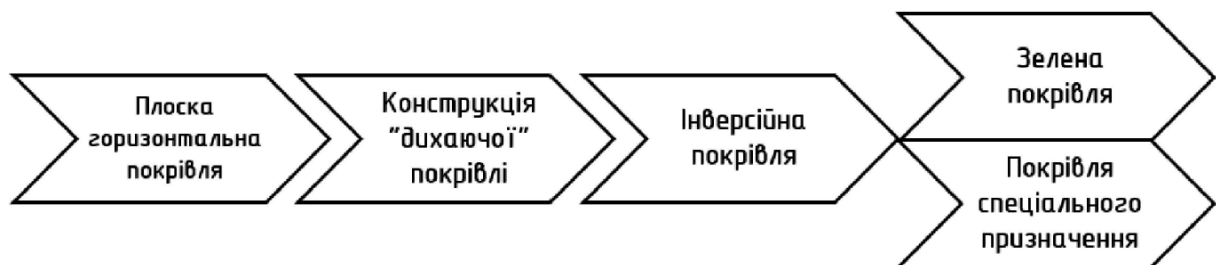 Плоска
горизонтальна
покрівля
Конструкція
"дихаючої"
покрівлі
Інверсійна
покрівля
Зелена
покрівля
Покрівля
спеціального
призначення